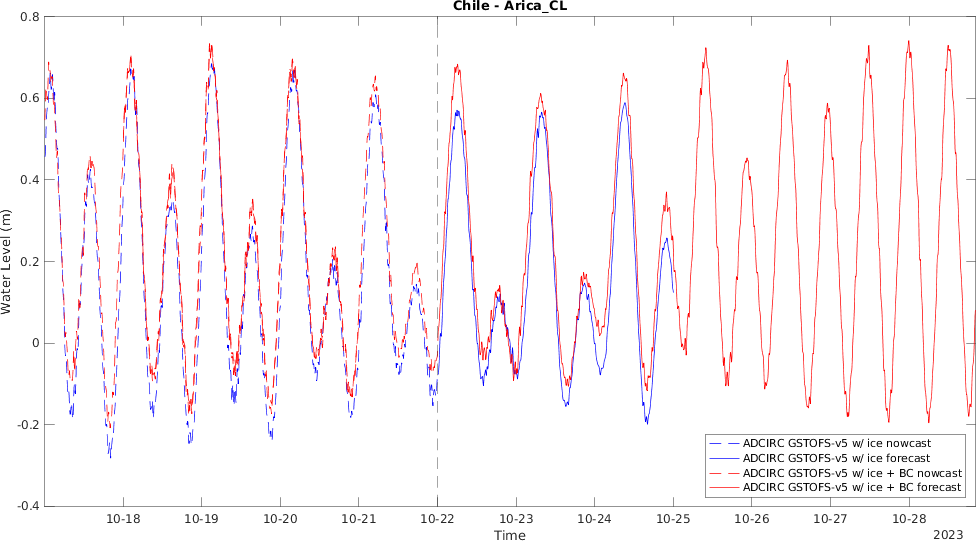 Chile - Arica_CL
0.8
0.6
0.4
0.2
0
-0.2
-0.4
Water Level (m)
ADCIRC GSTOFS-v5 w/ ice nowcast
ADCIRC GSTOFS-v5 w/ ice forecast
ADCIRC GSTOFS-v5 w/ ice + BC nowcast
ADCIRC GSTOFS-v5 w/ ice + BC forecast
10-18 10-19 10-20 10-21 10-22 10-23 10-24 10-25 10-26 10-27 10-28
Time
2023